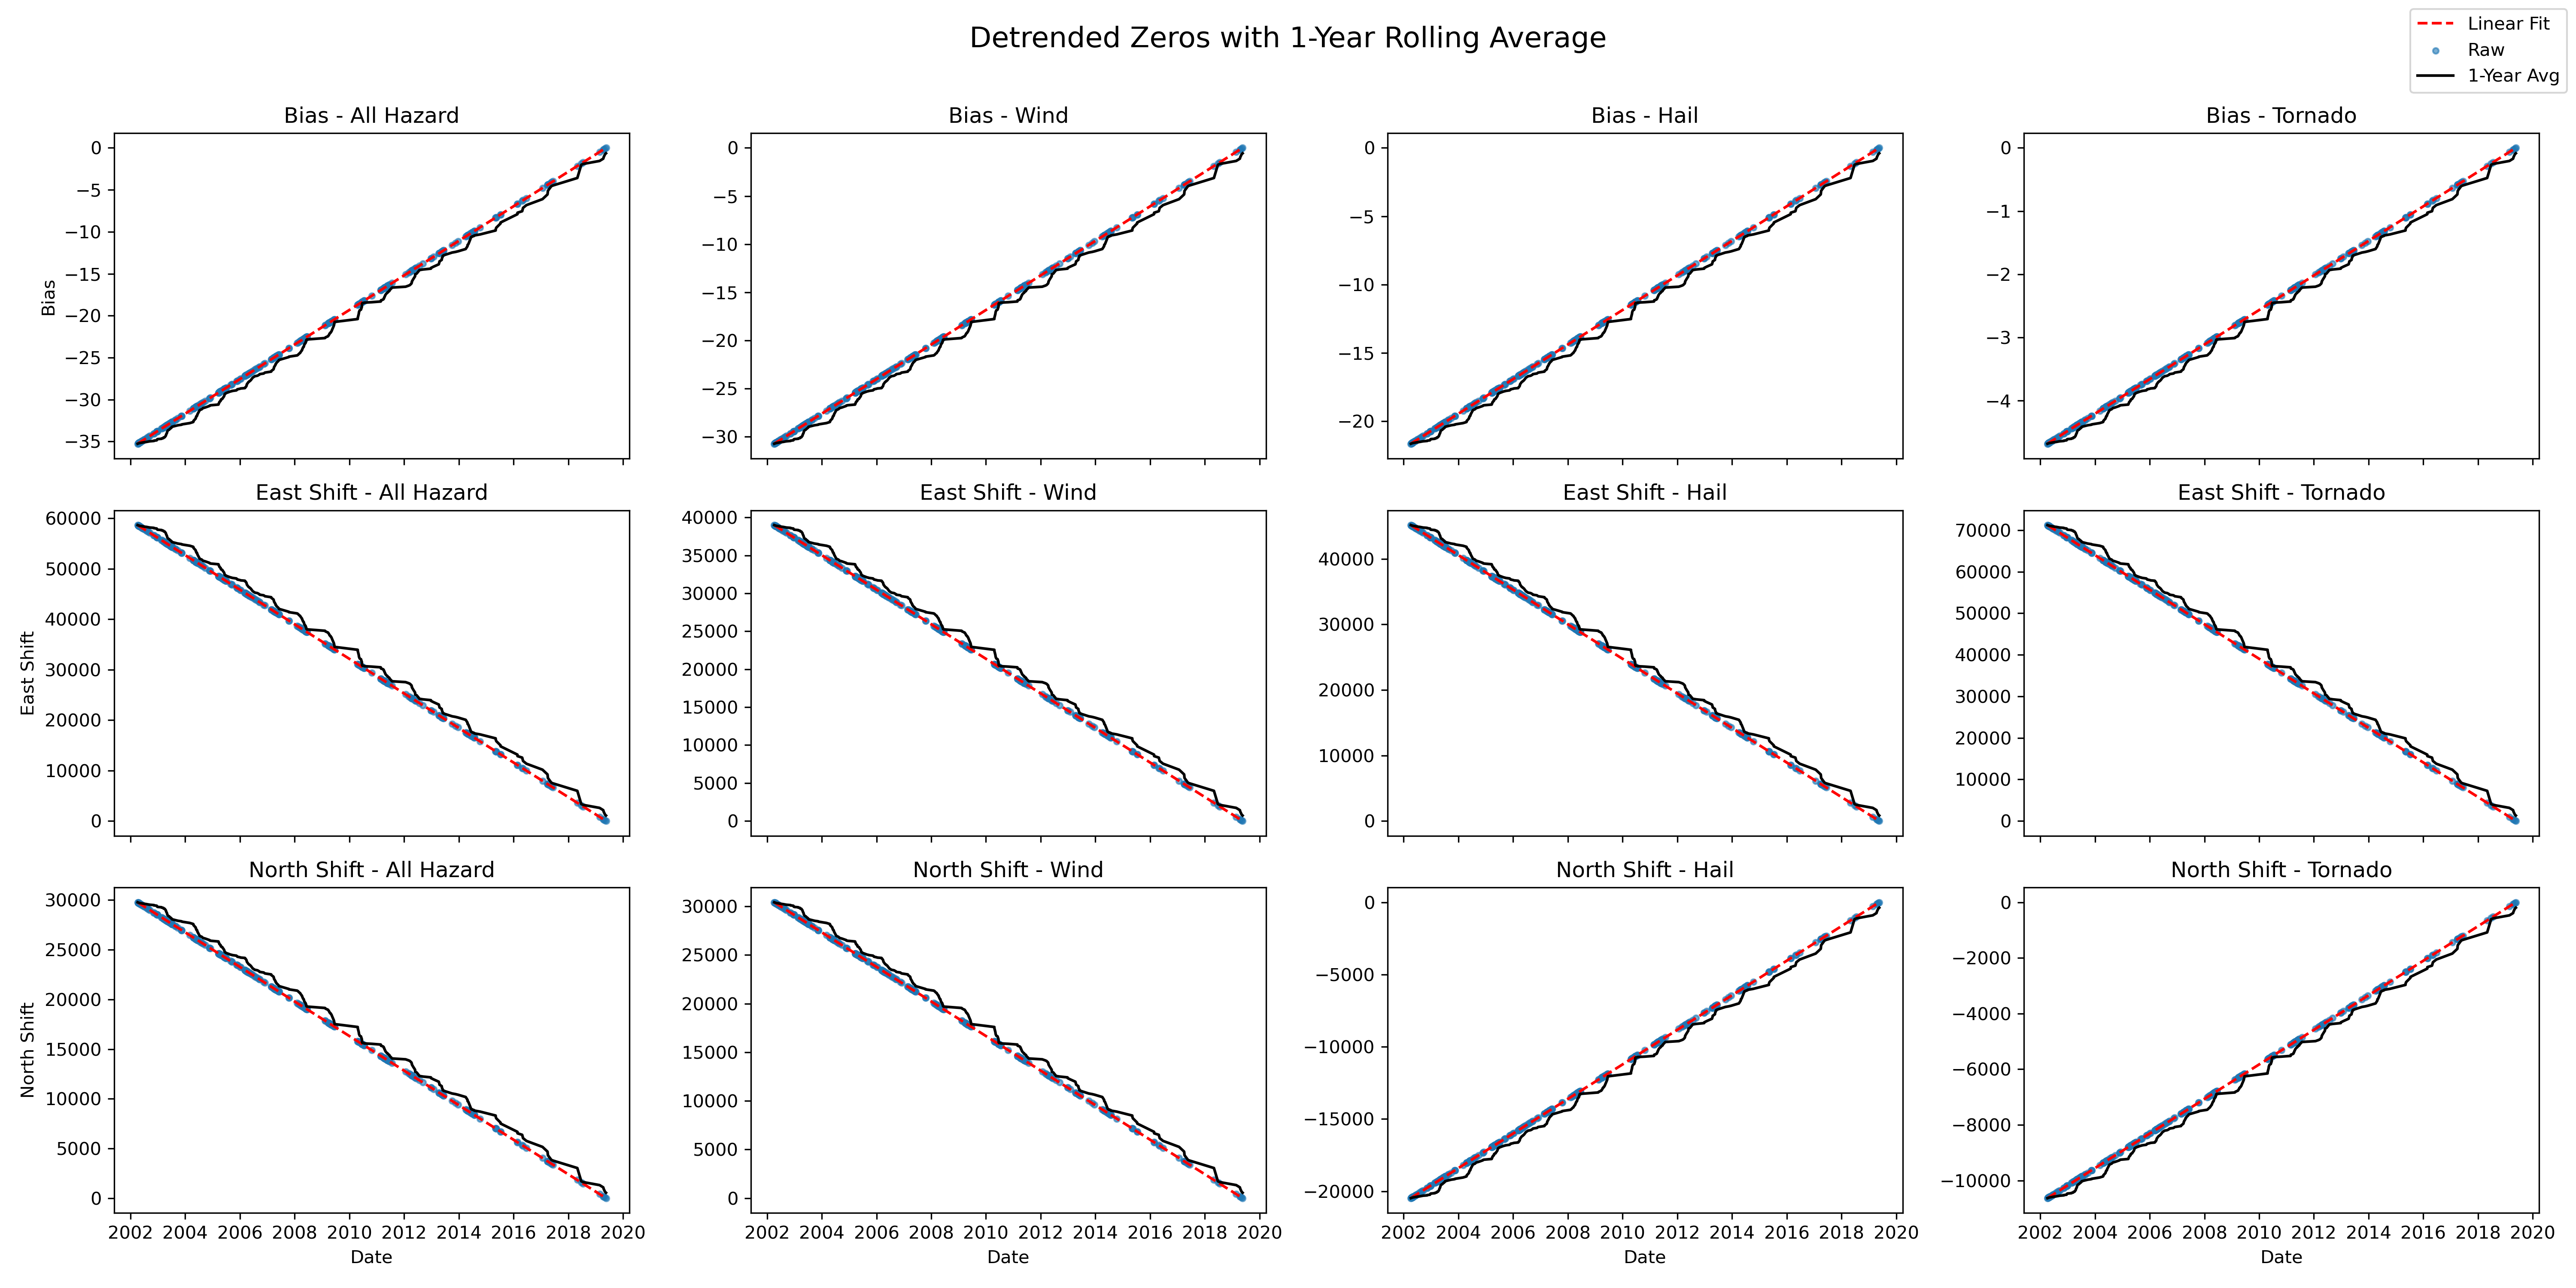 Detrended Zeros with 1-Year Rolling Average
Linear Fit
Raw
1-Year Avg
Bias - All Hazard
Bias - Wind
Bias - Hail
Bias - Tornado
Bias
0
−5
−10
−15
−20
−25
−30
−35
0
−5
−10
−15
−20
−25
−30
0
−5
−10
−15
−20
0
−1
−2
−3
−4
East Shift - All Hazard
East Shift - Wind
East Shift - Hail
East Shift - Tornado
East Shift
60000
50000
40000
30000
20000
10000
0
40000
35000
30000
25000
20000
15000
10000
5000
0
40000
30000
20000
10000
0
70000
60000
50000
40000
30000
20000
10000
0
North Shift - All Hazard
North Shift - Wind
North Shift - Hail
North Shift - Tornado
North Shift
30000
25000
20000
15000
10000
5000
0
30000
25000
20000
15000
10000
5000
0
0
−5000
−10000
−15000
−20000
0
−2000
−4000
−6000
−8000
−10000
2002 2004 2006 2008 2010 2012 2014 2016 2018 2020
2002 2004 2006 2008 2010 2012 2014 2016 2018 2020
2002 2004 2006 2008 2010 2012 2014 2016 2018 2020
2002 2004 2006 2008 2010 2012 2014 2016 2018 2020
Date
Date
Date
Date